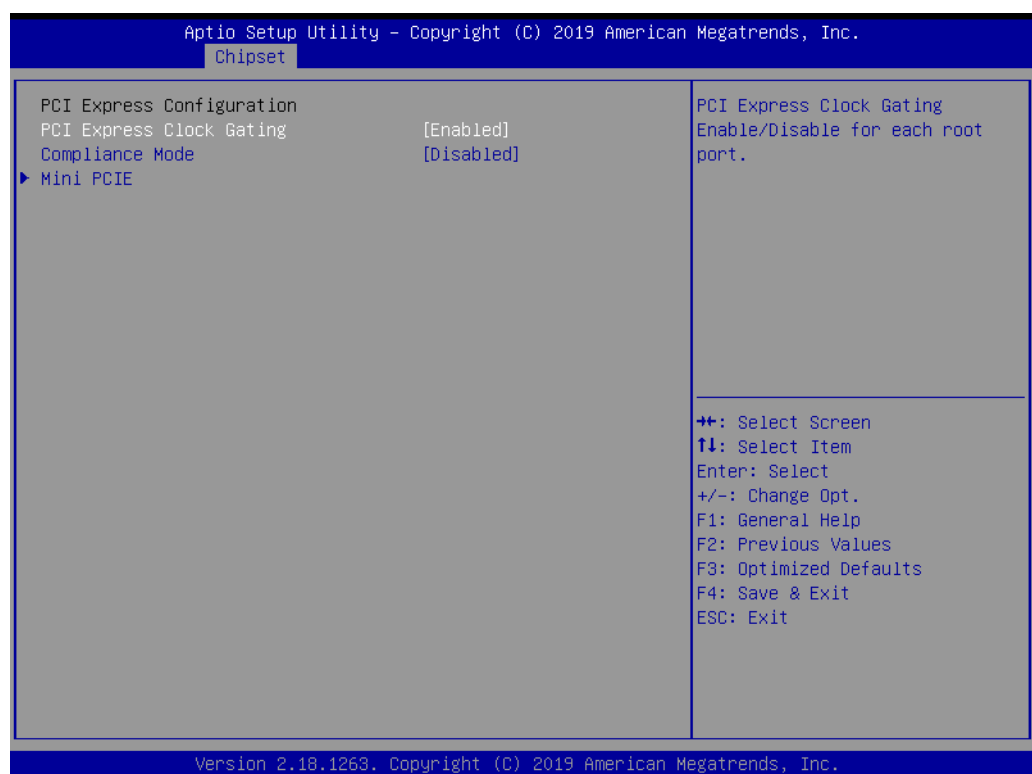 Aptio Setup Utility – Copyright (C) 2019 American Megatrends, Inc.
Chipset
PCI Express Configuration
PCI Express Clock Gating [Enabled]
Compliance Mode [Disabled]
Mini PCIE
PCI Express Clock Gating
Enable/Disable for each root
port.
→←: Select Screen
↑↓: Select Item
Enter: Select
+/-: Change Opt.
F1: General Help
F2: Previous Values
F3: Optimized Defaults
F4: Save & Exit
ESC: Exit
Version 2.18.1263. Copyright (C) 2019 American Megatrends, Inc.